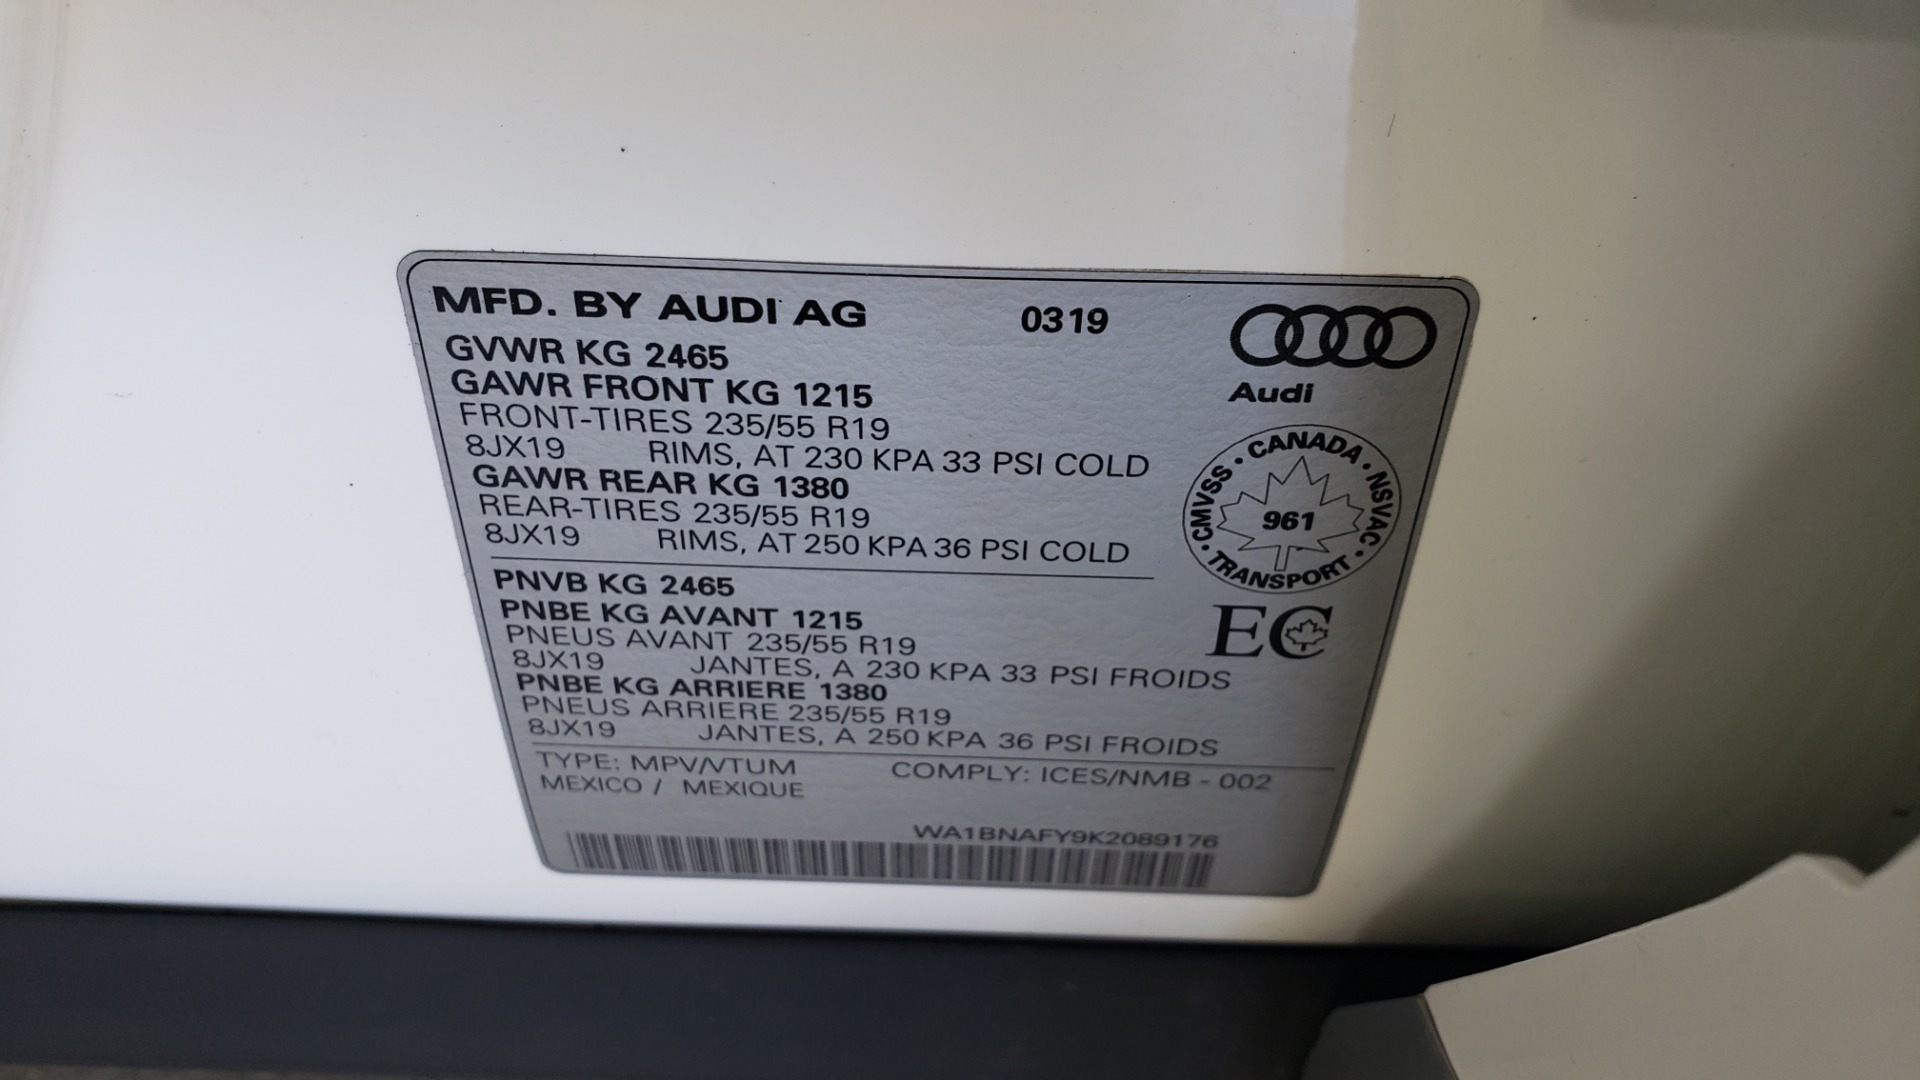 MFD. BY AUDI AG 0319
Audi
GVWR KG 2465
GAWR FRONT KG 1215
FRONT-TIRES 235/55 R19
8JX19 RIMS, AT 230 KPA 33 PSI COLD
GAWR REAR KG 1380
REAR-TIRES 235/55 R19
8JX19 RIMS, AT 250 KPA 36 PSI COLD
CMVSS • CANADA • NSVAC • TRANSPORT •
961
PNVB KG 2465
PNBE KG AVANT 1215
PNEUS AVANT 235/55 R19
8JX19 JANTES, A 230 KPA 33 PSI FROIDS
PNBE KG ARRIERE 1380
PNEUS ARRIERE 235/55 R19
8JX19 JANTES, A 250 KPA 36 PSI FROIDS
EC
TYPE: MPV/VTUM COMPLY: ICES/NMB - 002
MEXICO / MEXIQUE
WA1BNAFY9K2089176